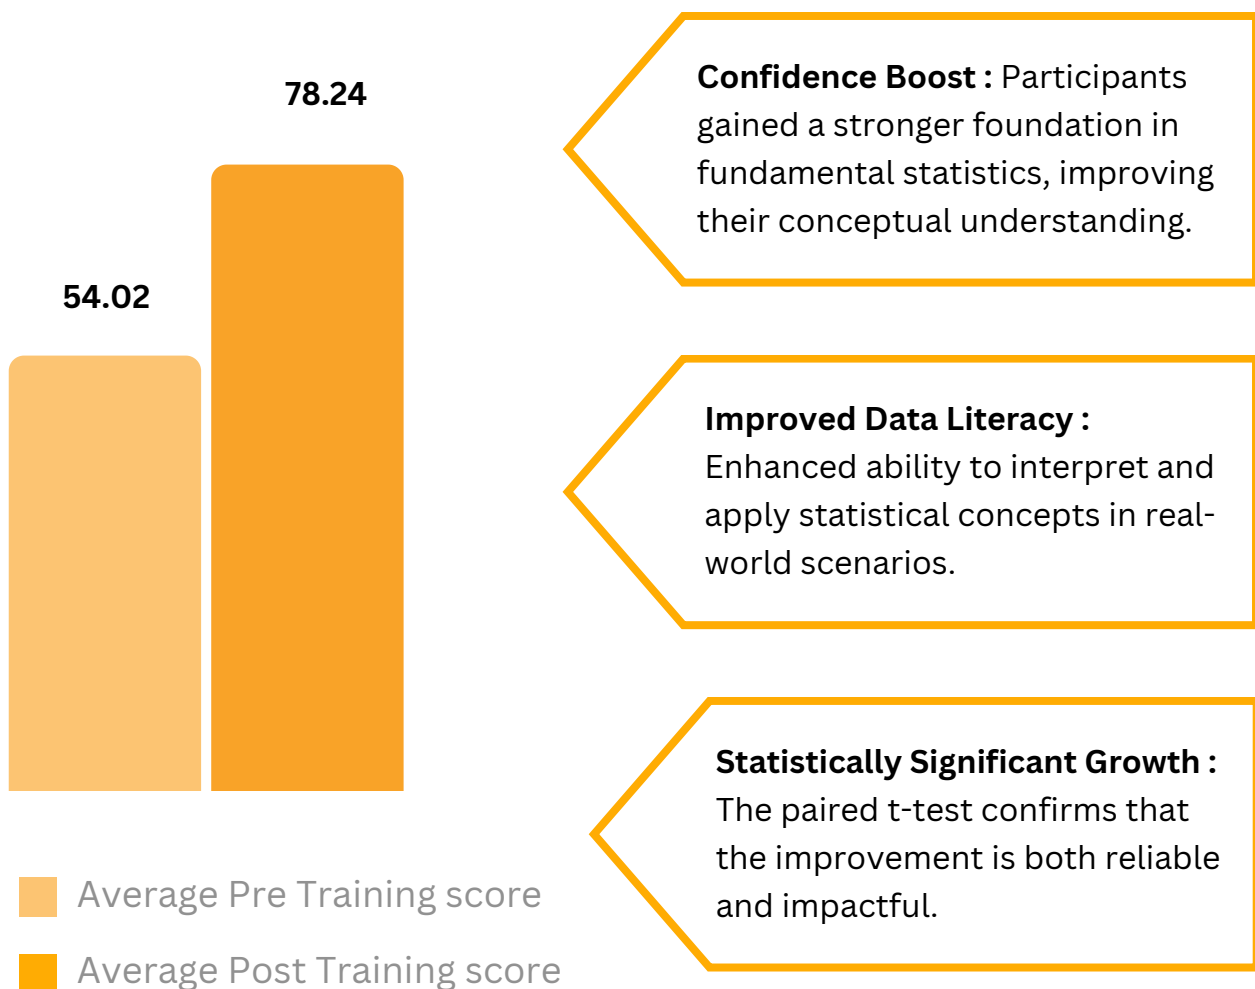 78.24
54.02
Average Pre Training score
Average Post Training score
Confidence Boost : Participants
gained a stronger foundation in
fundamental statistics, improving
their conceptual understanding.
Improved Data Literacy :
Enhanced ability to interpret and
apply statistical concepts in real-
world scenarios.
Statistically Significant Growth :
The paired t-test confirms that
the improvement is both reliable
and impactful.